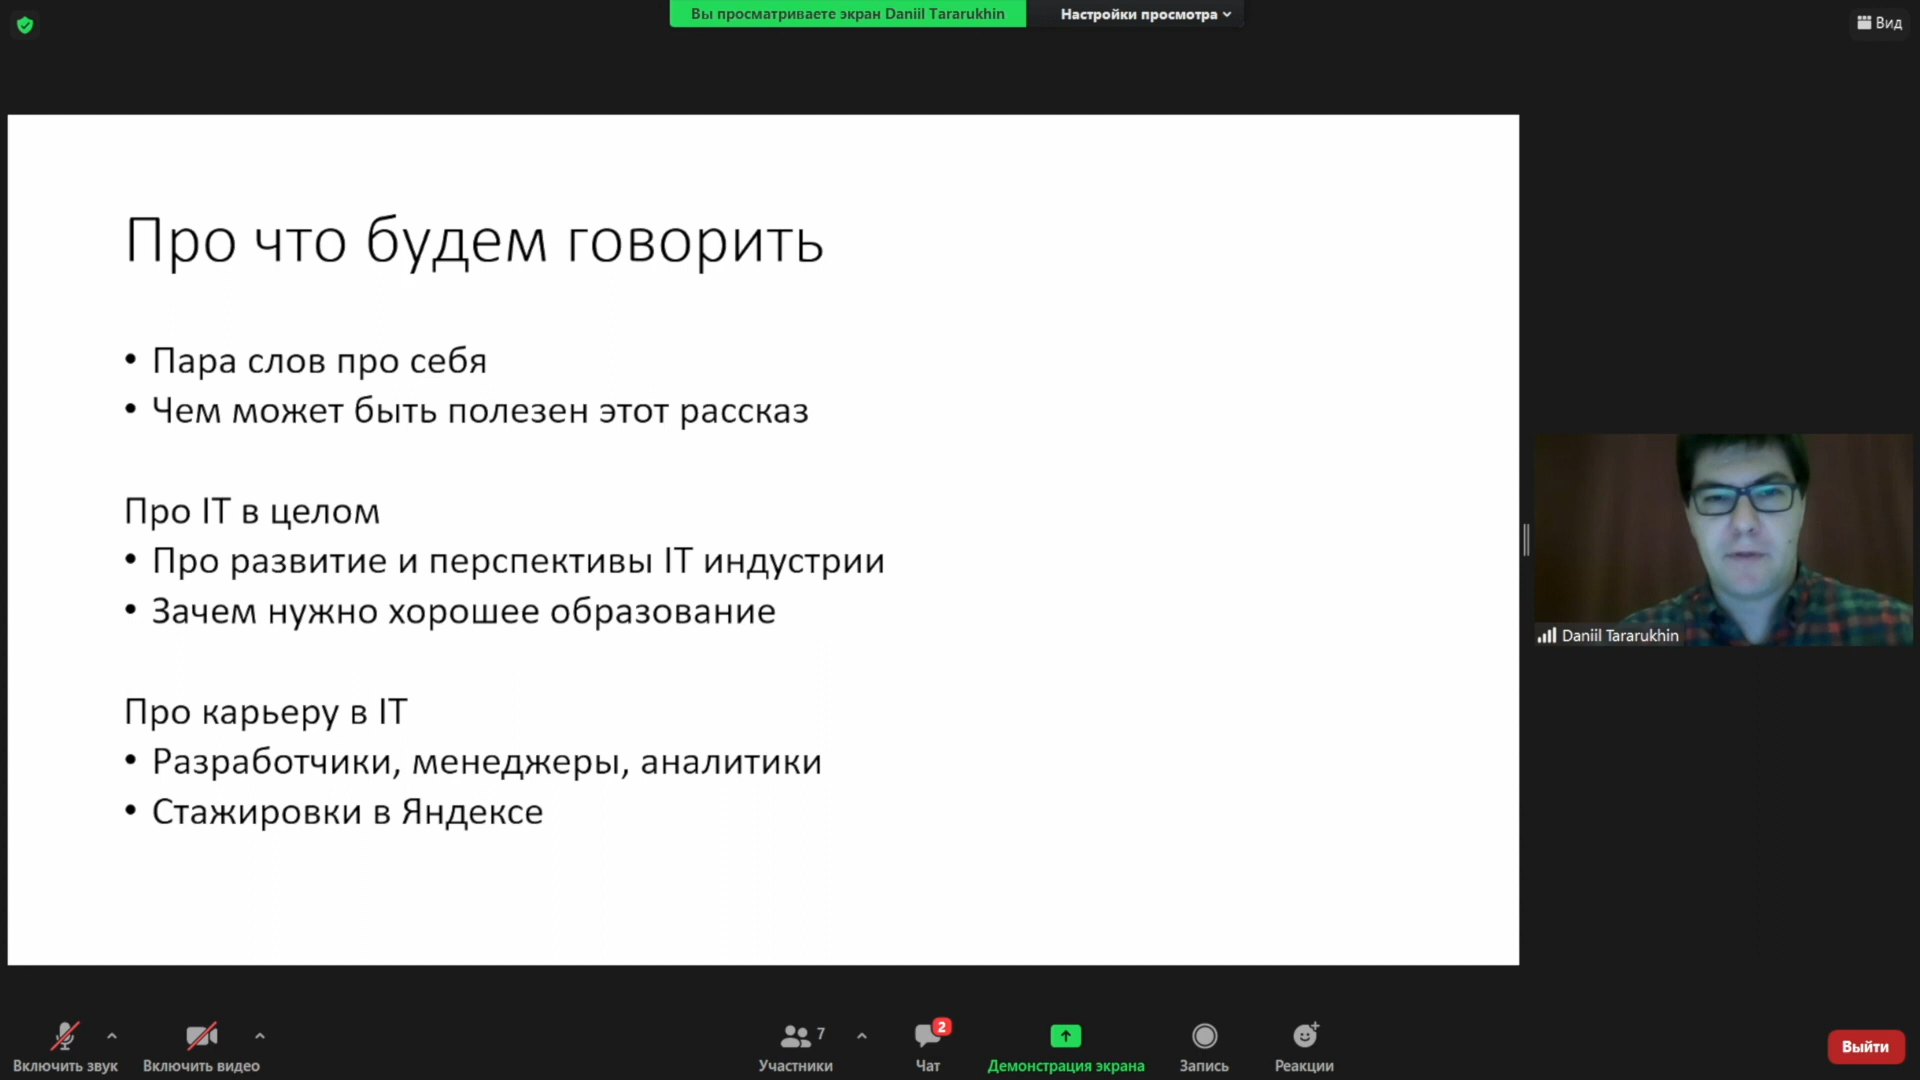 Вы просматриваете экран Daniil Tararukhin
Настройки просмотра
Вид
Про что будем говорить
• Пара слов про себя
• Чем может быть полезен этот рассказ
Про IT в целом
• Про развитие и перспективы IT индустрии
• Зачем нужно хорошее образование
Про карьеру в IT
• Разработчики, менеджеры, аналитики
• Стажировки в Яндексе
Daniil Tararukhin
Включить звук
Включить видео
7
Участники
2
Чат
Демонстрация экрана
Запись
Реакции
Выйти